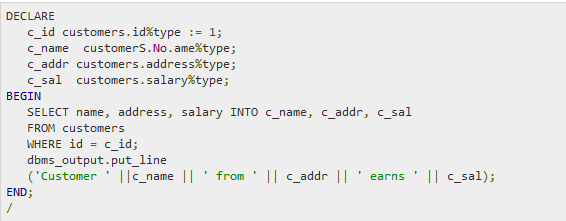 DECLARE
   c_id customers.id%type := 1;
   c_name  customerS.No.ame%type;
   c_addr customers.address%type;
   c_sal  customers.salary%type;
BEGIN
   SELECT name, address, salary INTO c_name, c_addr, c_sal
   FROM customers
   WHERE id = c_id;
   dbms_output.put_line
   ('Customer ' ||c_name || ' from ' || c_addr || ' earns ' || c_sal);
END;
/